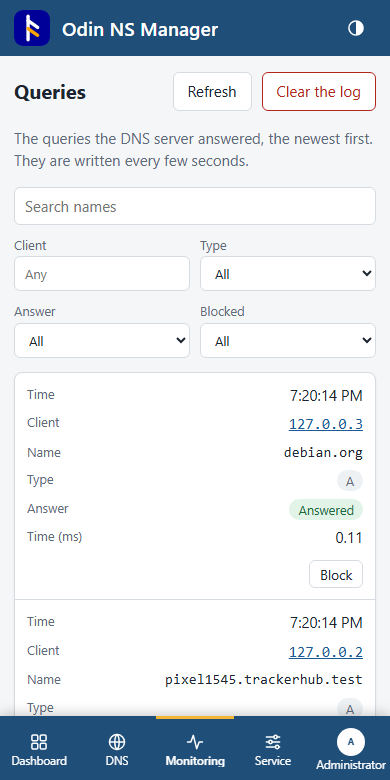 Odin NS Manager
Queries
Refresh
Clear the log
The queries the DNS server answered, the newest first.
They are written every few seconds.
Search names
Client
Type
Any
All
Answer
Blocked
All
All
Time
7:20:14 PM
Client
127.0.0.3
Name
debian.org
Type
A
Answer
Answered
Time (ms)
0.11
Block
Time
7:20:14 PM
Client
127.0.0.2
Name
pixel1545.trackerhub.test
Type
A
Dashboard
DNS
Monitoring
Service
A
Administrator